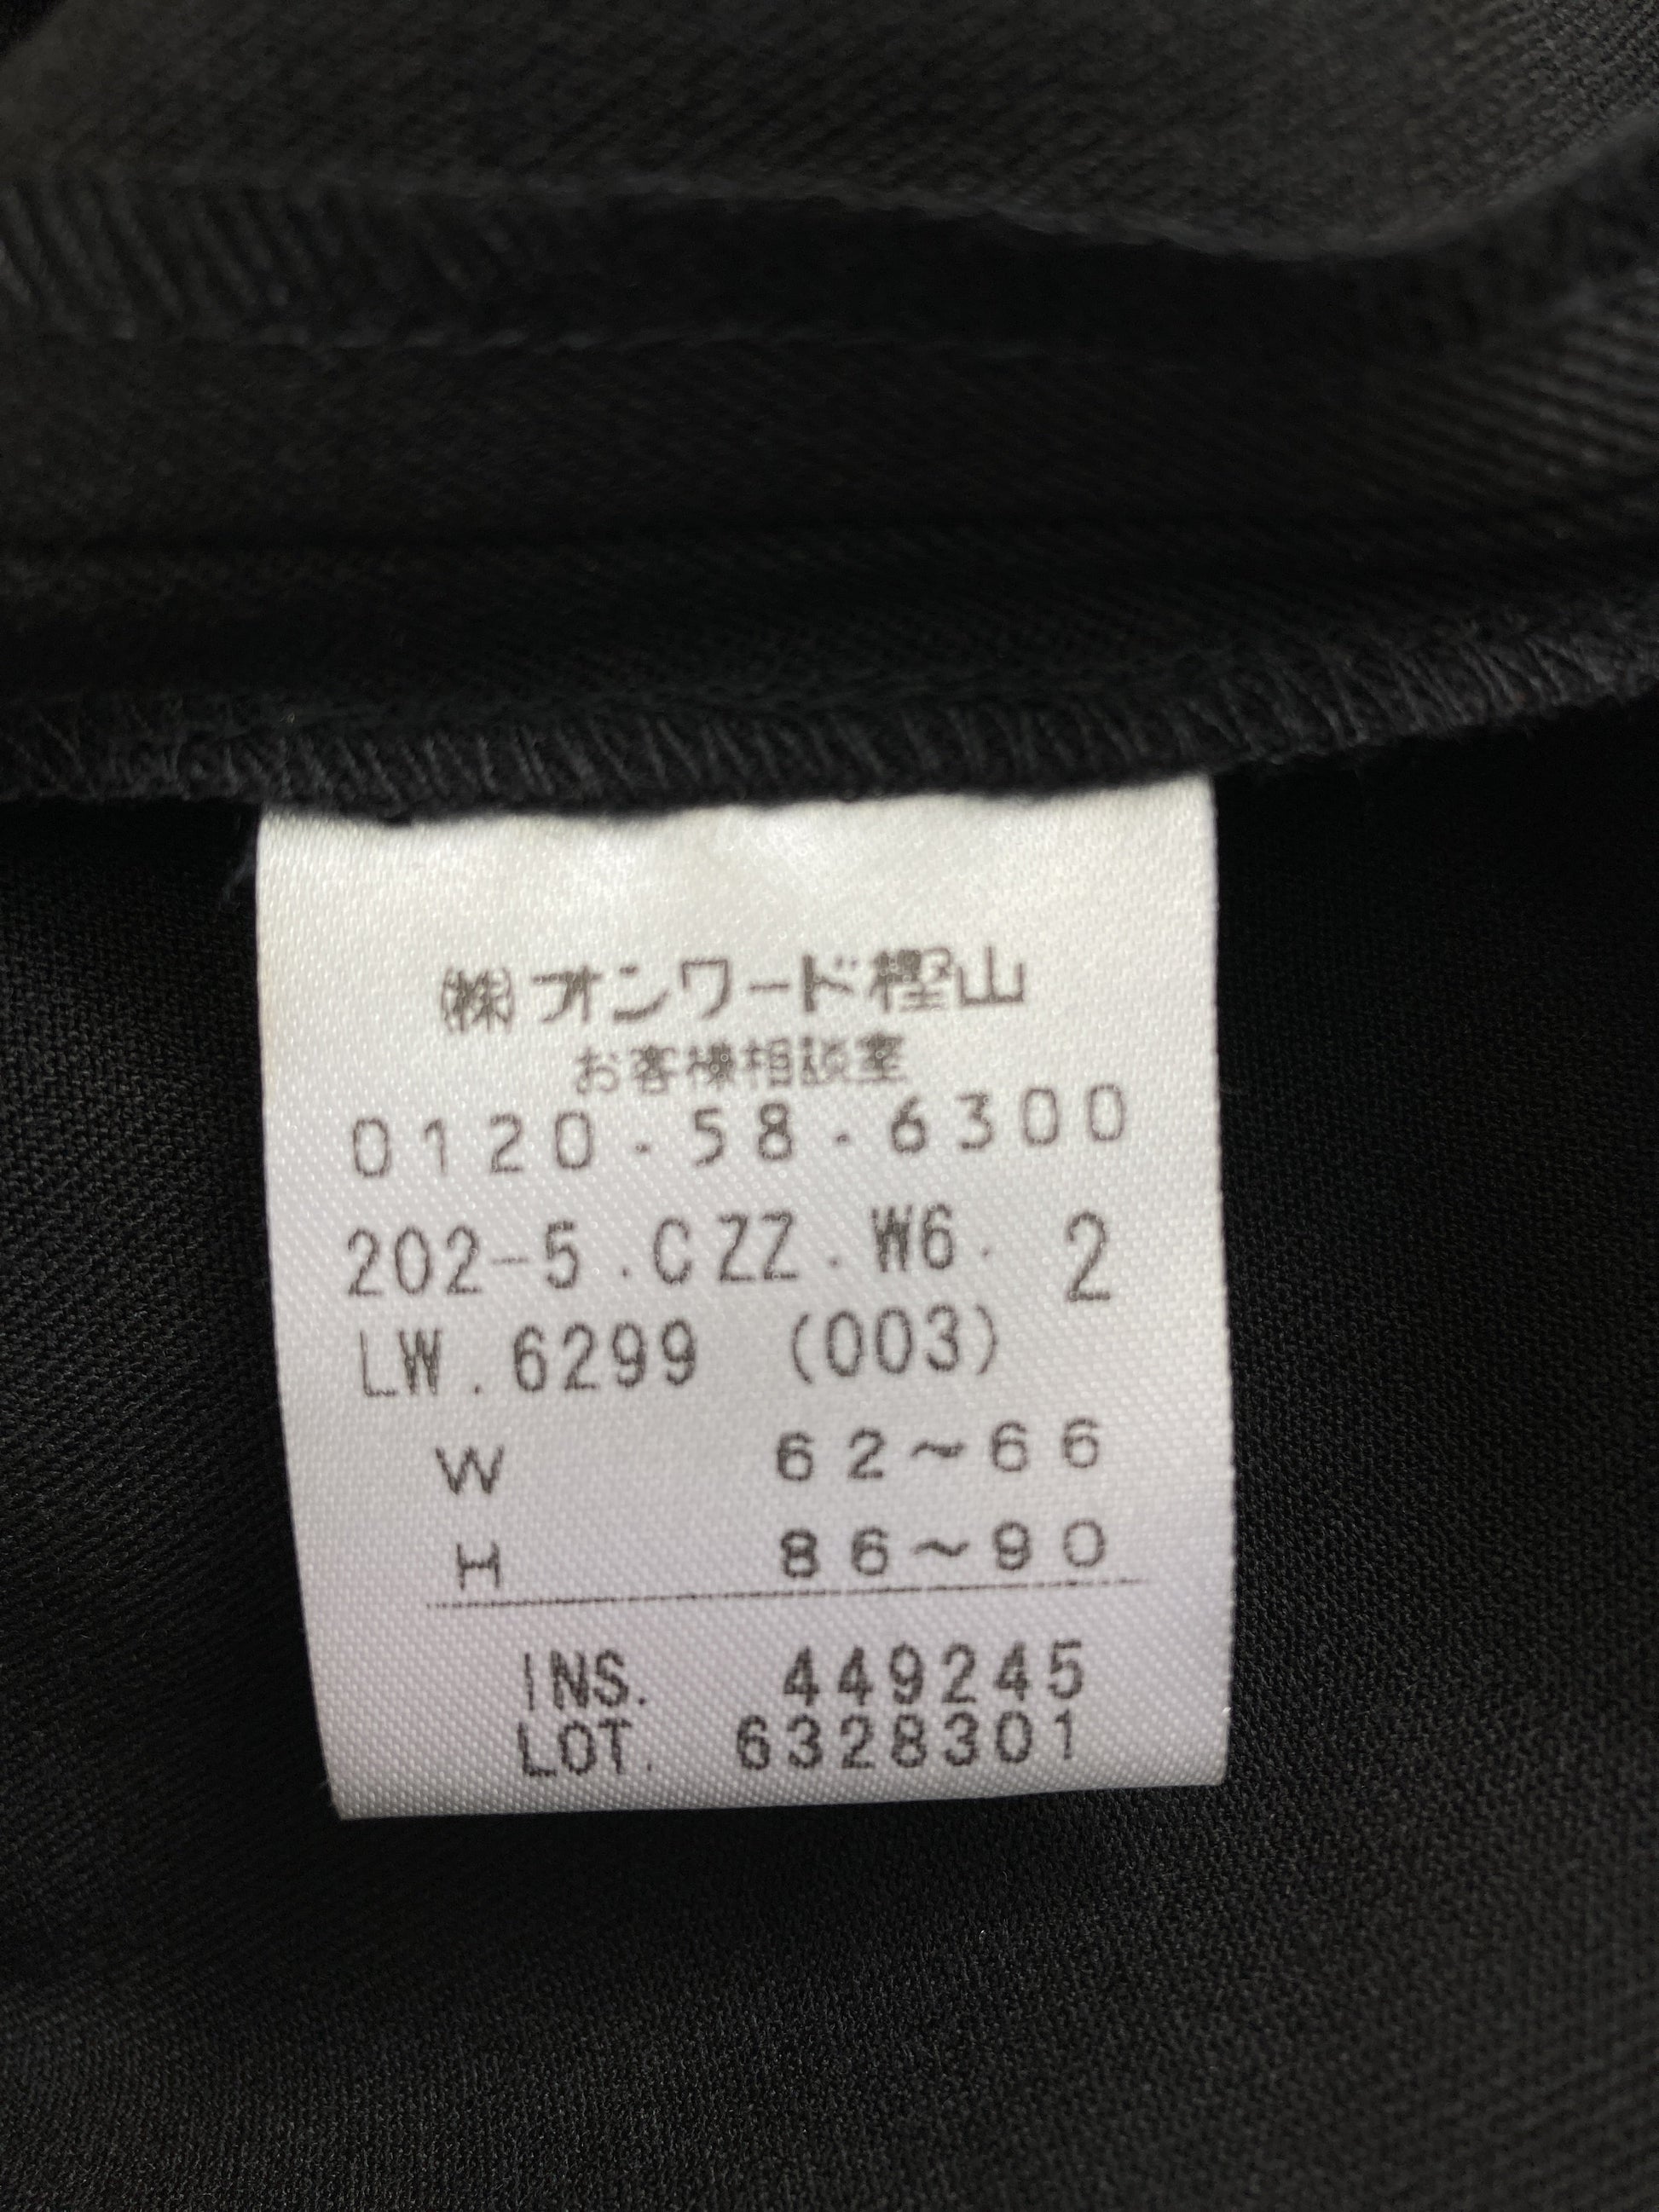 ㈱オンワード樫山
お客様相談室
0120-58-6300
202-5.CZZ.W6. 2
LW.6299 (003)
W 62~66
H 86~90
INS. 449245
LOT. 6328301